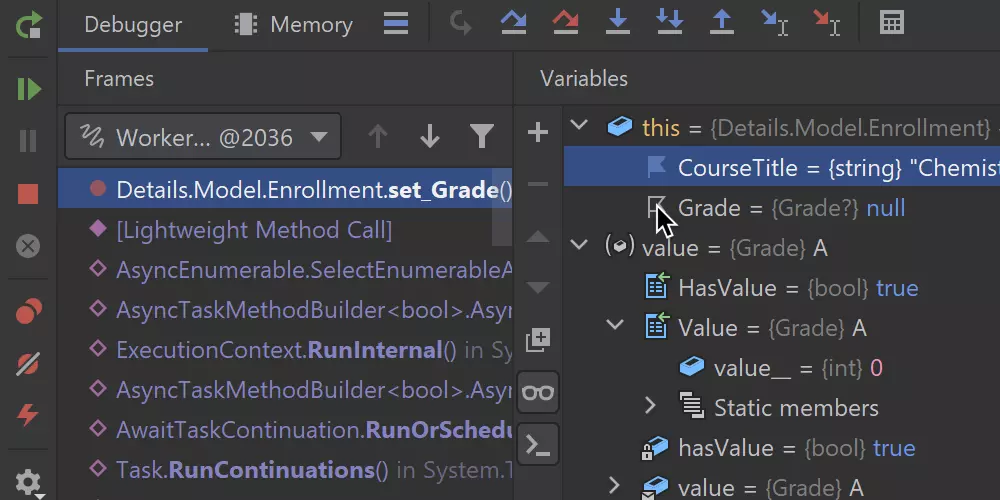 Debugger
Memory
Frames
Variables
Worker... @2036
Details.Model.Enrollment.set_Grade()
[Lightweight Method Call]
AsyncEnumerable.SelectEnumerableA
AsyncTaskMethodBuilder<bool>.Asyn
ExecutionContext.RunInternal() in Sy
AsyncTaskMethodBuilder<bool>.Asyn
AwaitTaskContinuation.RunOrSchedu
Task.RunContinuations() in System.T
this = {Details.Model.Enrollment}
CourseTitle = {string} "Chemist
Grade = {Grade?} null
value = {Grade} A
HasValue = {bool} true
Value = {Grade} A
value__ = {int} 0
Static members
hasValue = {bool} true
value = {Grade} A